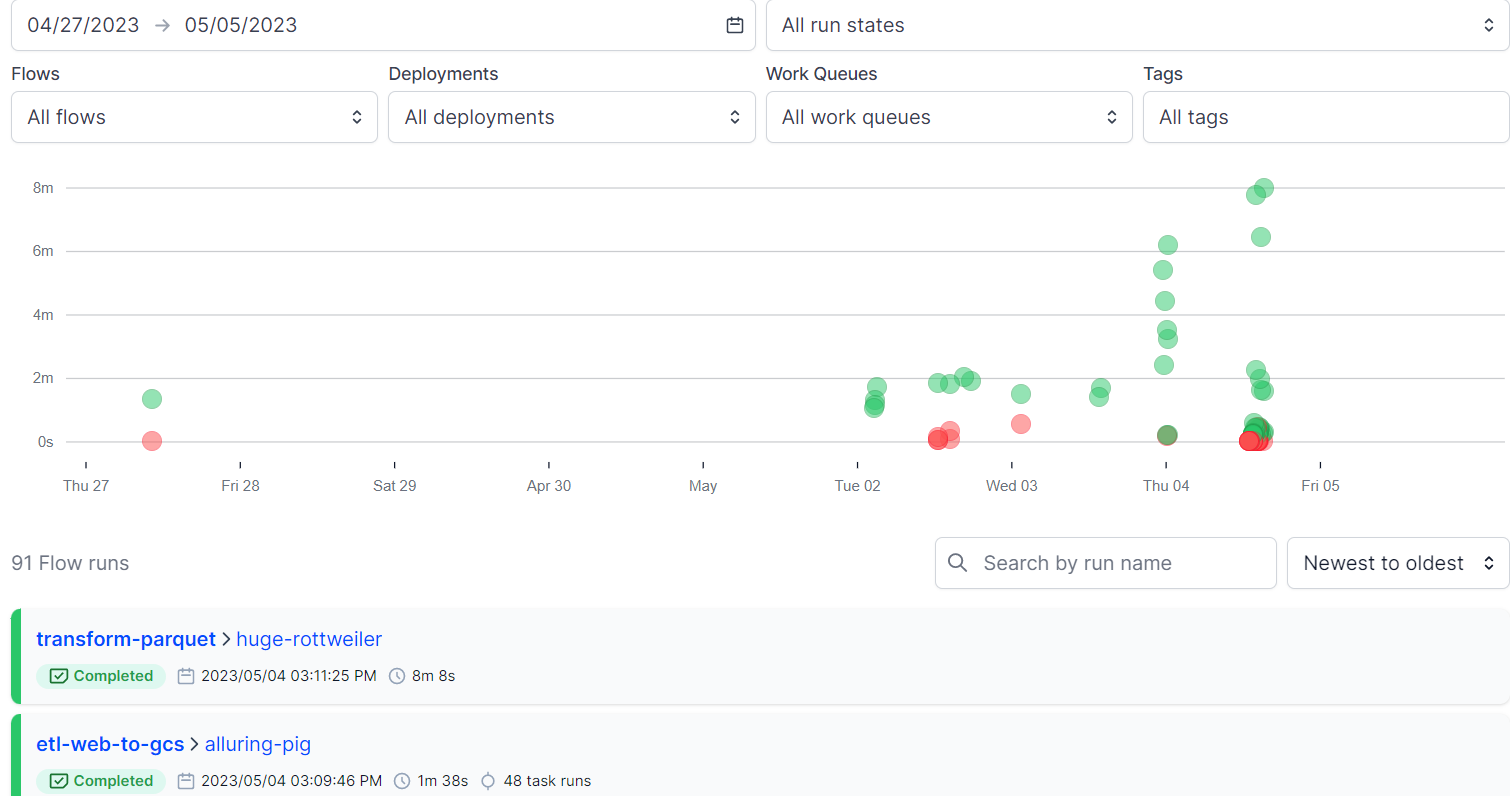 04/27/2023 → 05/05/2023 All run states
Flows Deployments Work Queues Tags
All flows All deployments All work queues All tags
8m
6m
4m
2m
0s
Thu 27 Fri 28 Sat 29 Apr 30 May Tue 02 Wed 03 Thu 04 Fri 05
91 Flow runs Search by run name Newest to oldest
transform-parquet > huge-rottweiler
Completed 2023/05/04 03:11:25 PM 8m 8s
etl-web-to-gcs > alluring-pig
Completed 2023/05/04 03:09:46 PM 1m 38s 48 task runs